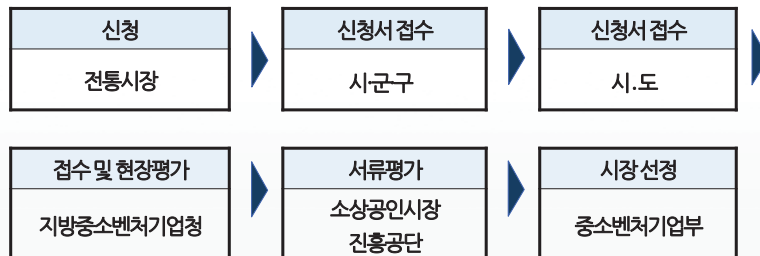 신청
전통시장
신청서 접수
시·군·구
신청서 접수
시.도
접수 및 현장평가
지방중소벤처기업청
서류평가
소상공인시장
진흥공단
시장 선정
중소벤처기업부